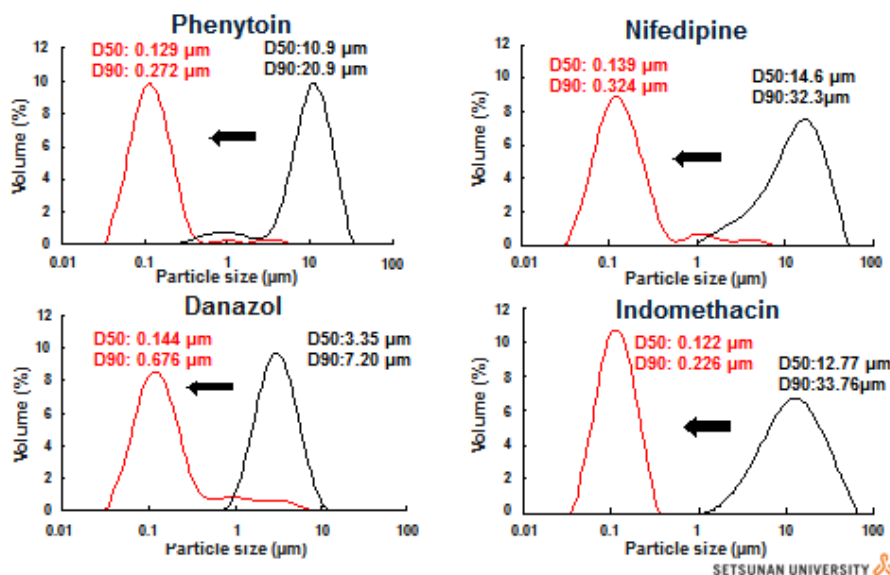 Phenytoin
D50: 0.129 µm
D90: 0.272 µm
D50:10.9 µm
D90:20.9 µm
Volume (%)
12
10
8
6
4
2
0
0.01 0.1 1 10 100
Particle size (µm)
Nifedipine
D50: 0.139 µm
D90: 0.324 µm
D50:14.6 µm
D90:32.3µm
Volume (%)
12
10
8
6
4
2
0
0.01 0.1 1 10 100
Particle size (µm)
Danazol
D50: 0.144 µm
D90: 0.676 µm
D50:3.35 µm
D90:7.20 µm
Volume (%)
12
10
8
6
4
2
0
0.01 0.1 1 10 100
Particle size (µm)
Indomethacin
D50: 0.122 µm
D90: 0.226 µm
D50:12.77 µm
D90:33.76µm
Volume (%)
12
10
8
6
4
2
0
0.01 0.1 1 10 100
Particle size (µm)
SETSUNAN UNIVERSITY